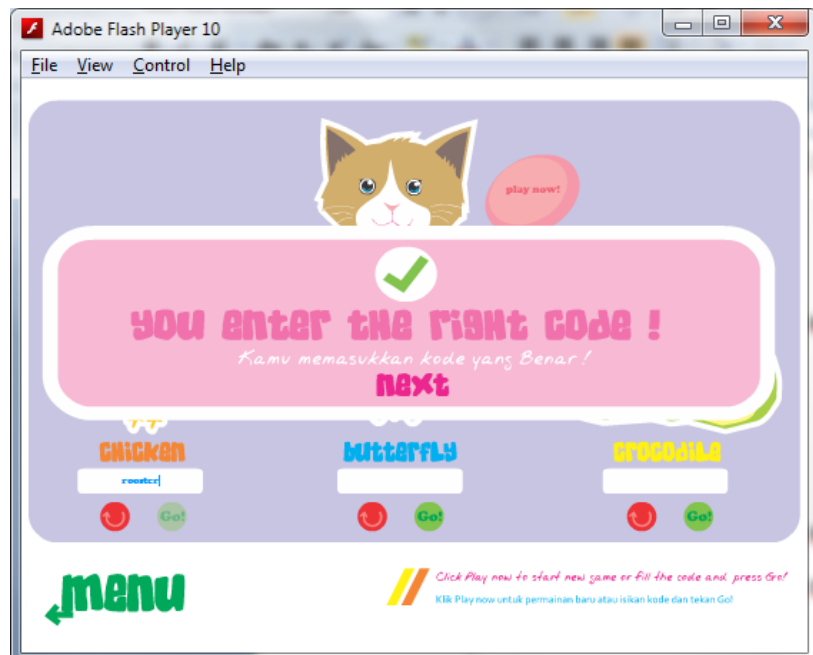 Adobe Flash Player 10
File View Control Help
play now!
you enter the right code !
Kamu memasukkan kode yang Benar !
next
chicken butterfly crocodile
rooster
Go! Go! Go!
menu
Click Play now to start new game or fill the code and press Go!
Klik Play now untuk permainan baru atau isikan kode dan tekan Go!